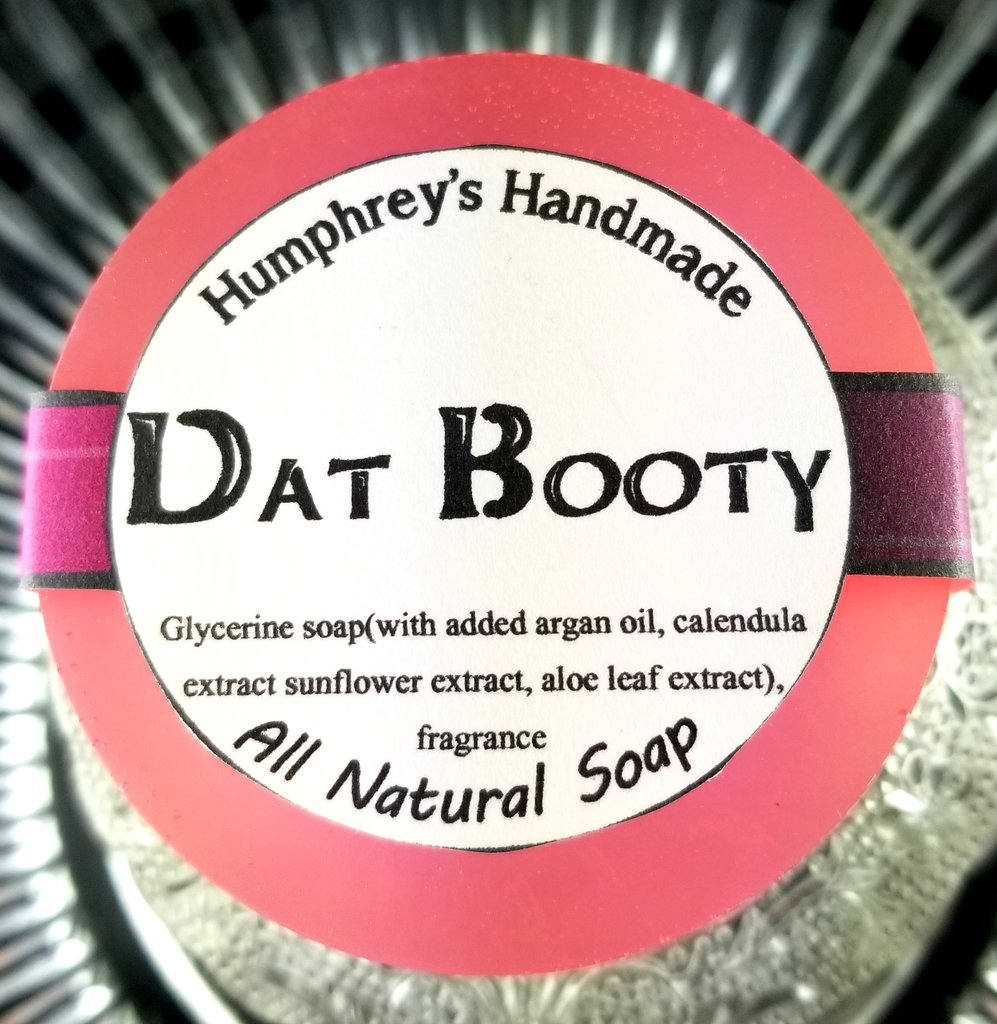 Humphrey's Handmade
DAT BOOTY
Glycerine soap(with added argan oil, calendula
extract sunflower extract, aloe leaf extract),
fragrance
All Natural Soap